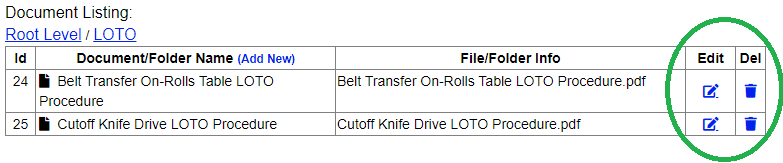 Document Listing:
Root Level / LOTO
Id Document/Folder Name (Add New) File/Folder Info Edit Del
24 Belt Transfer On-Rolls Table LOTO Belt Transfer On-Rolls Table LOTO Procedure.pdf
Procedure
25 Cutoff Knife Drive LOTO Procedure Cutoff Knife Drive LOTO Procedure.pdf